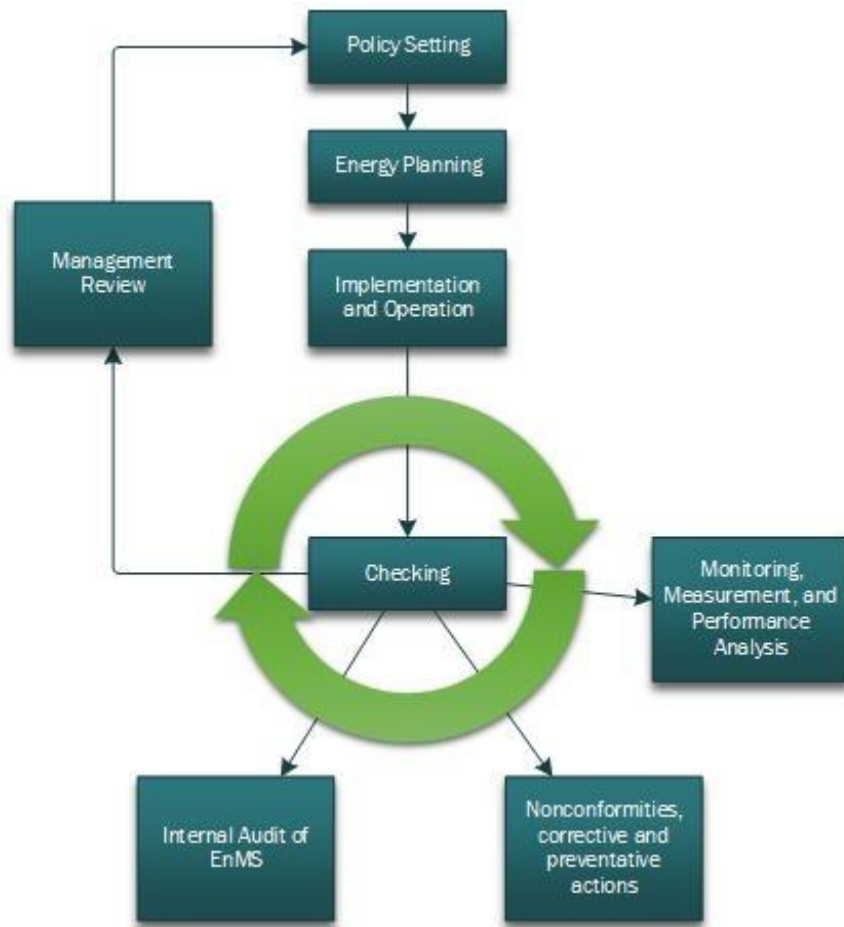 Policy Setting
Energy Planning
Management
Review
Implementation
and Operation
Checking
Monitoring,
Measurement, and
Performance
Analysis
Internal Audit of
EnMS
Nonconformities,
corrective and
preventative
actions